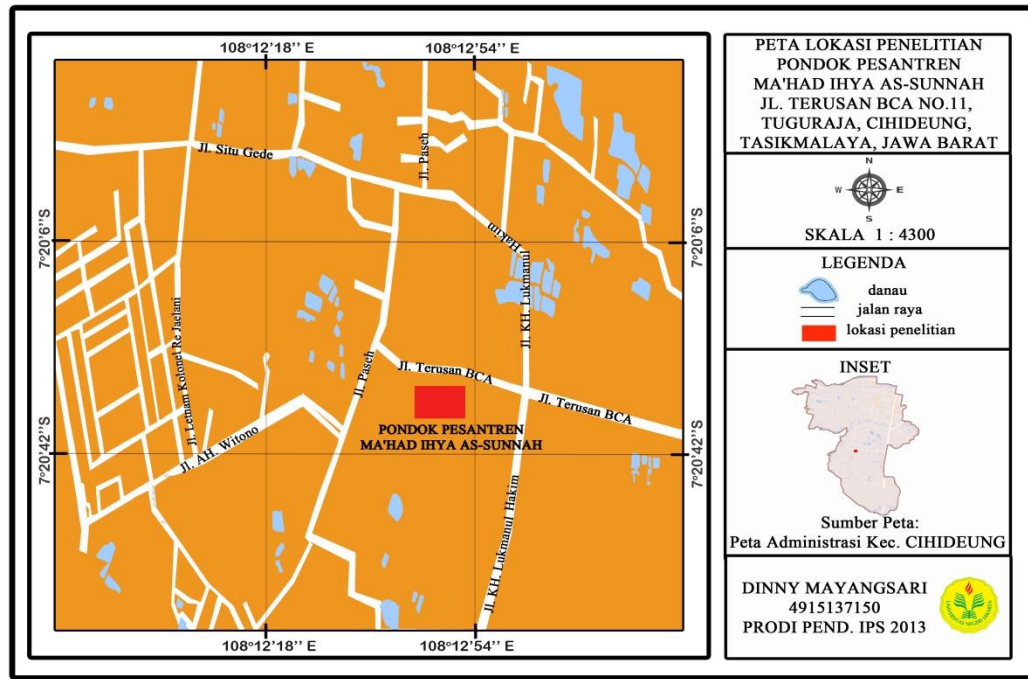 108°12'18'' E
108°12'54'' E
7°20'6''S
7°20'42''S
7°20'6''S
7°20'42''S
108°12'18'' E
108°12'54'' E
Jl. Situ Gede
Jl. Paseh
Hakim
Jl. KH. Lukmanul
Jl. Letnam Kolonel Re Jaelani
Jl. Paseh
Jl. Terusan BCA
Jl. Terusan BCA
PONDOK PESANTREN
MA'HAD IHYA AS-SUNNAH
Jl. AH. Witono
Jl. KH. Lukmanul Hakim
PETA LOKASI PENELITIAN
PONDOK PESANTREN
MA'HAD IHYA AS-SUNNAH
JL. TERUSAN BCA NO.11,
TUGURAJA, CIHIDEUNG,
TASIKMALAYA, JAWA BARAT
N
W E
S
SKALA 1 : 4300
LEGENDA
danau
jalan raya
lokasi penelitian
INSET
Sumber Peta:
Peta Administrasi Kec. CIHIDEUNG
DINNY MAYANGSARI
4915137150
PRODI PEND. IPS 2013
UNIVERSITAS NEGERI JAKARTA